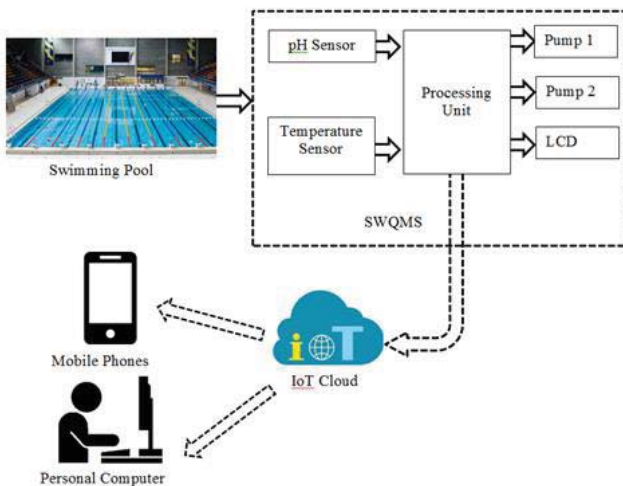 pH Sensor
Temperature
Sensor
Processing
Unit
Pump 1
Pump 2
LCD
Swimming Pool
SWQMS
Mobile Phones
iOT
IoT Cloud
Personal Computer